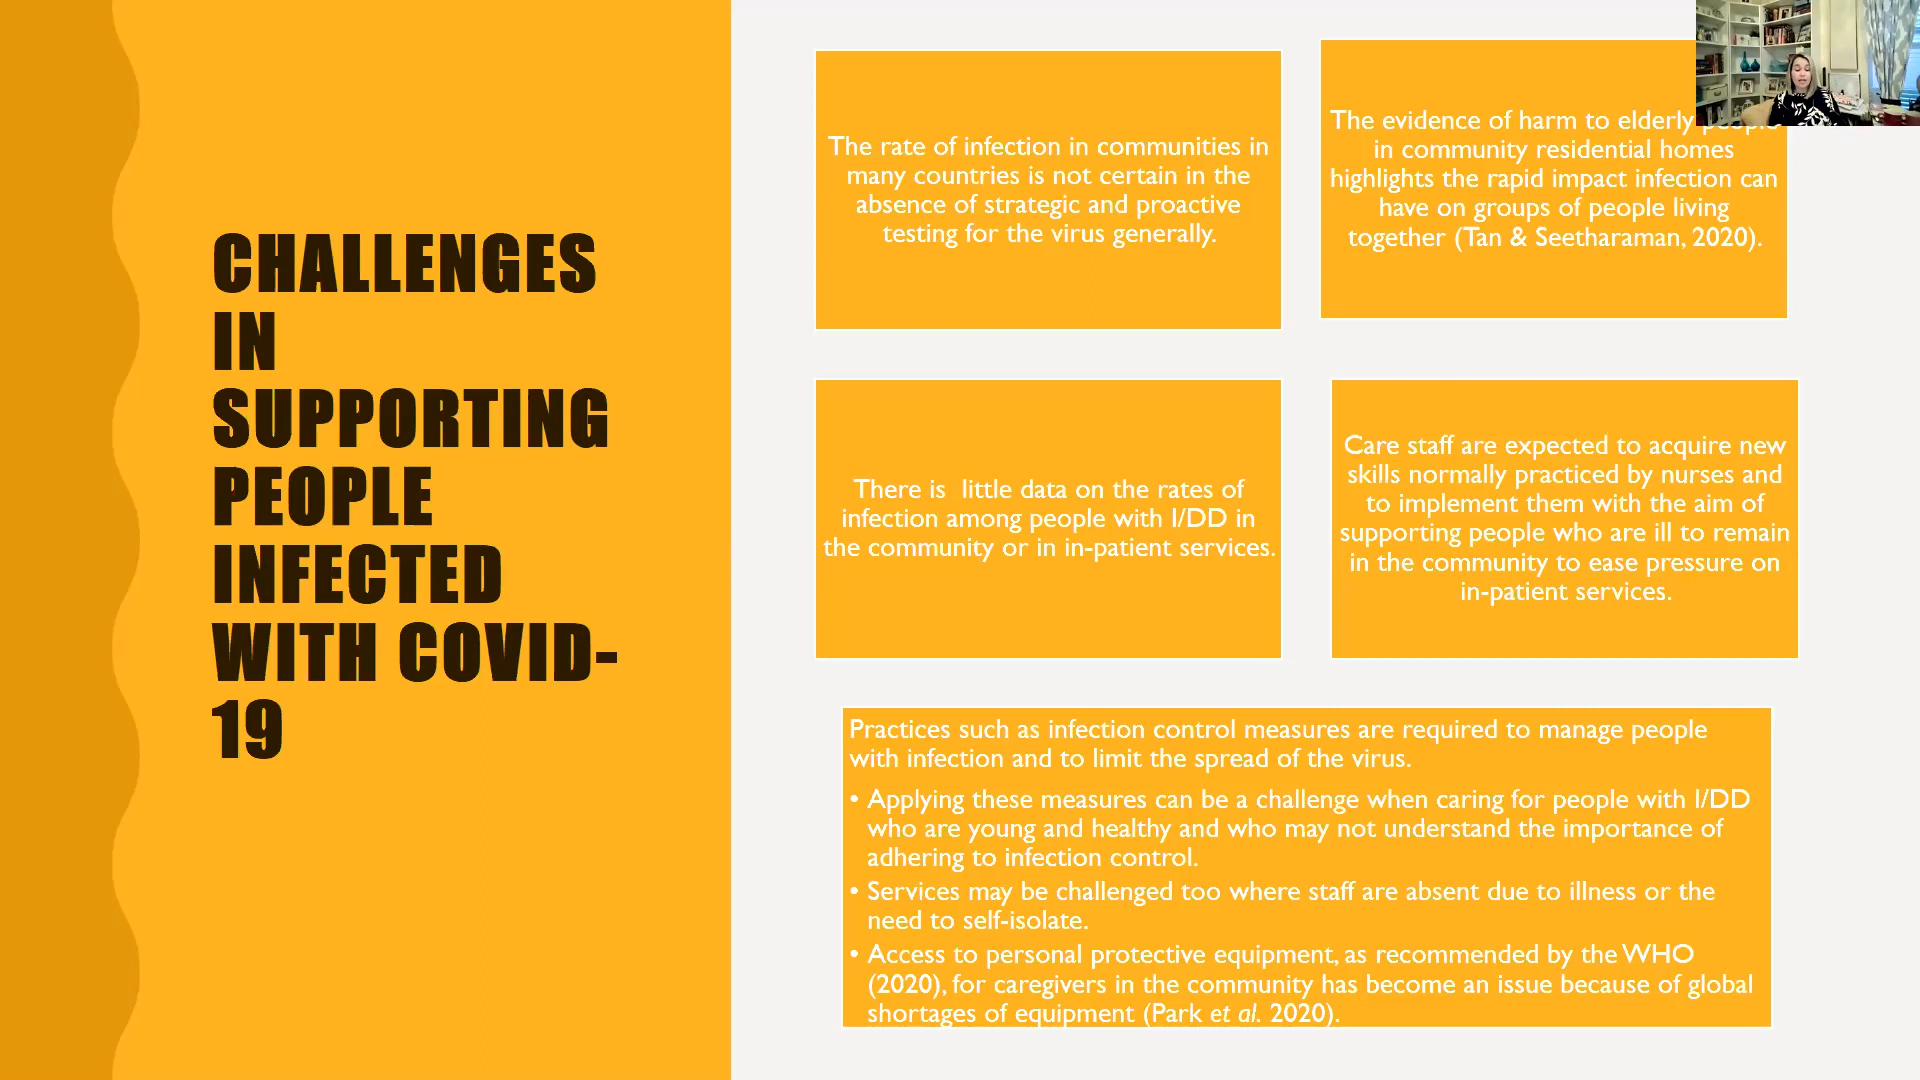 CHALLENGES
IN
SUPPORTING
PEOPLE
INFECTED
WITH COVID-
19
The rate of infection in communities in
many countries is not certain in the
absence of strategic and proactive
testing for the virus generally.
The evidence of harm to elderly people
in community residential homes
highlights the rapid impact infection can
have on groups of people living
together (Tan & Seetharaman, 2020).
There is  little data on the rates of
infection among people with I/DD in
the community or in in-patient services.
Care staff are expected to acquire new
skills normally practiced by nurses and
to implement them with the aim of
supporting people who are ill to remain
in the community to ease pressure on
in-patient services.
Practices such as infection control measures are required to manage people
with infection and to limit the spread of the virus.
• Applying these measures can be a challenge when caring for people with I/DD
who are young and healthy and who may not understand the importance of
adhering to infection control.
• Services may be challenged too where staff are absent due to illness or the
need to self-isolate.
• Access to personal protective equipment, as recommended by the WHO
(2020), for caregivers in the community has become an issue because of global
shortages of equipment (Park et al. 2020).